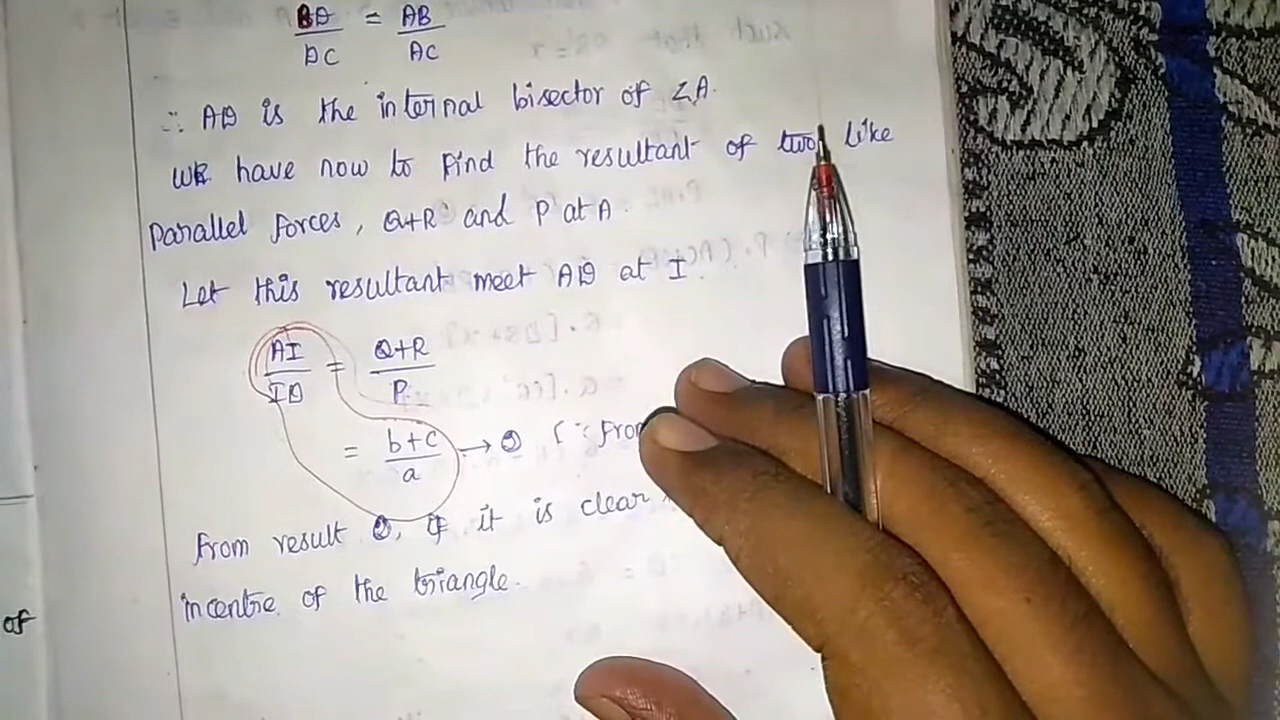 BD/DC = AB/AC
∴ AD is the internal bisector of ∠A.
We have now to find the resultant of two like
parallel forces, Q+R and P at A.
Let this resultant meet AD at I.
AI/ID = Q+R/P
= b+c/a → ② [∵ from
From result ②, it is clear
incentre of the triangle.
of